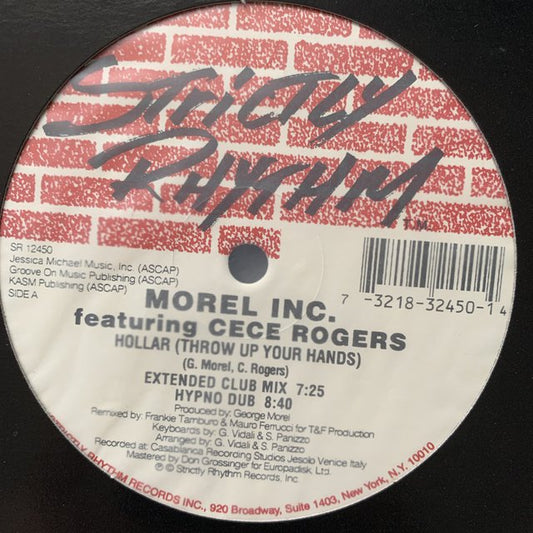 STRICTLY
RHYTHM
T.M.
SR 12450
Jessica Michael Music, Inc. (ASCAP)
Groove On Music Publishing (ASCAP)
KASM Publishing (ASCAP)
SIDE A
7 -3218-32450-1 4
MOREL INC.
featuring CECE ROGERS
HOLLAR (THROW UP YOUR HANDS)
(G. Morel, C. Rogers)
EXTENDED CLUB MIX 7:25
HYPNO DUB 8:40
Produced by: George Morel
Remixed by: Frankie Tamburo & Mauro Ferrucci for T&F Production
Keyboards by: G. Vidali & S. Panizzo
Arranged by: G. Vidali & S. Panizzo
Recorded at: Casablanca Recording Studios Jesolo Venice Italy
Mastered by Don Grossinger for Europadisk, Ltd.
℗ © Strictly Rhythm Records, Inc.
STRICTLY RHYTHM RECORDS INC., 920 Broadway, Suite 1403, New York, N.Y. 10010